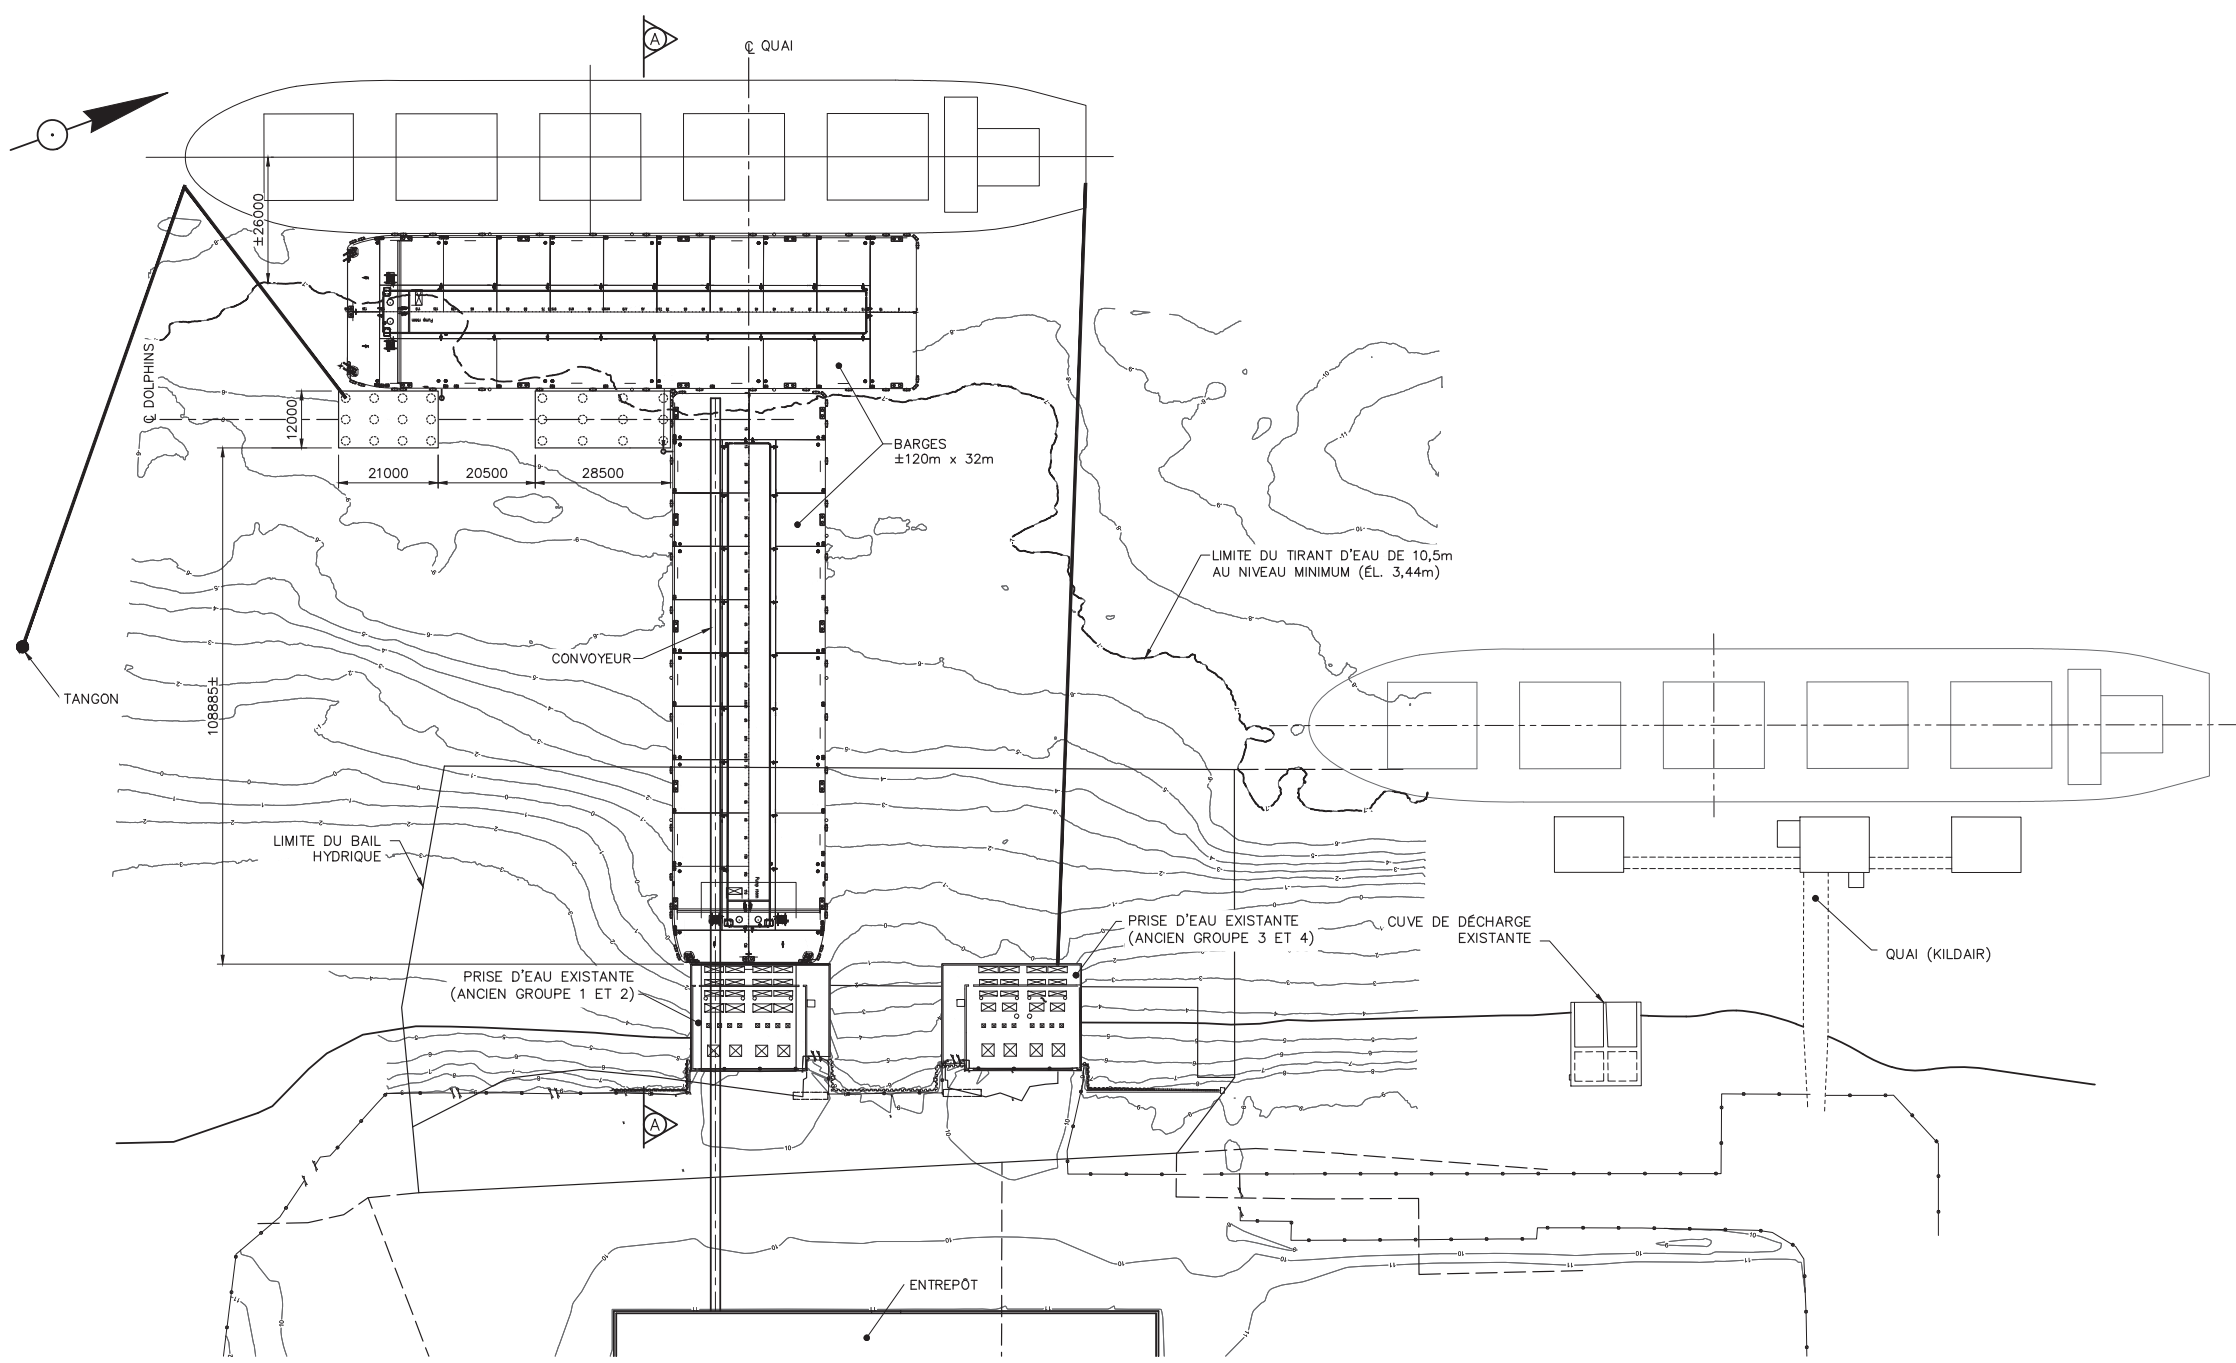 A
℄ QUAI
±26000
℄ DOLPHINS
12000
21000
20500
28500
BARGES
±120m x 32m
LIMITE DU TIRANT D'EAU DE 10,5m
AU NIVEAU MINIMUM (ÉL. 3,44m)
CONVOYEUR
TANGON
108885±
LIMITE DU BAIL
HYDRIQUE
PRISE D'EAU EXISTANTE
(ANCIEN GROUPE 3 ET 4)
CUVE DE DÉCHARGE
EXISTANTE
QUAI (KILDAIR)
PRISE D'EAU EXISTANTE
(ANCIEN GROUPE 1 ET 2)
A
ENTREPÔT